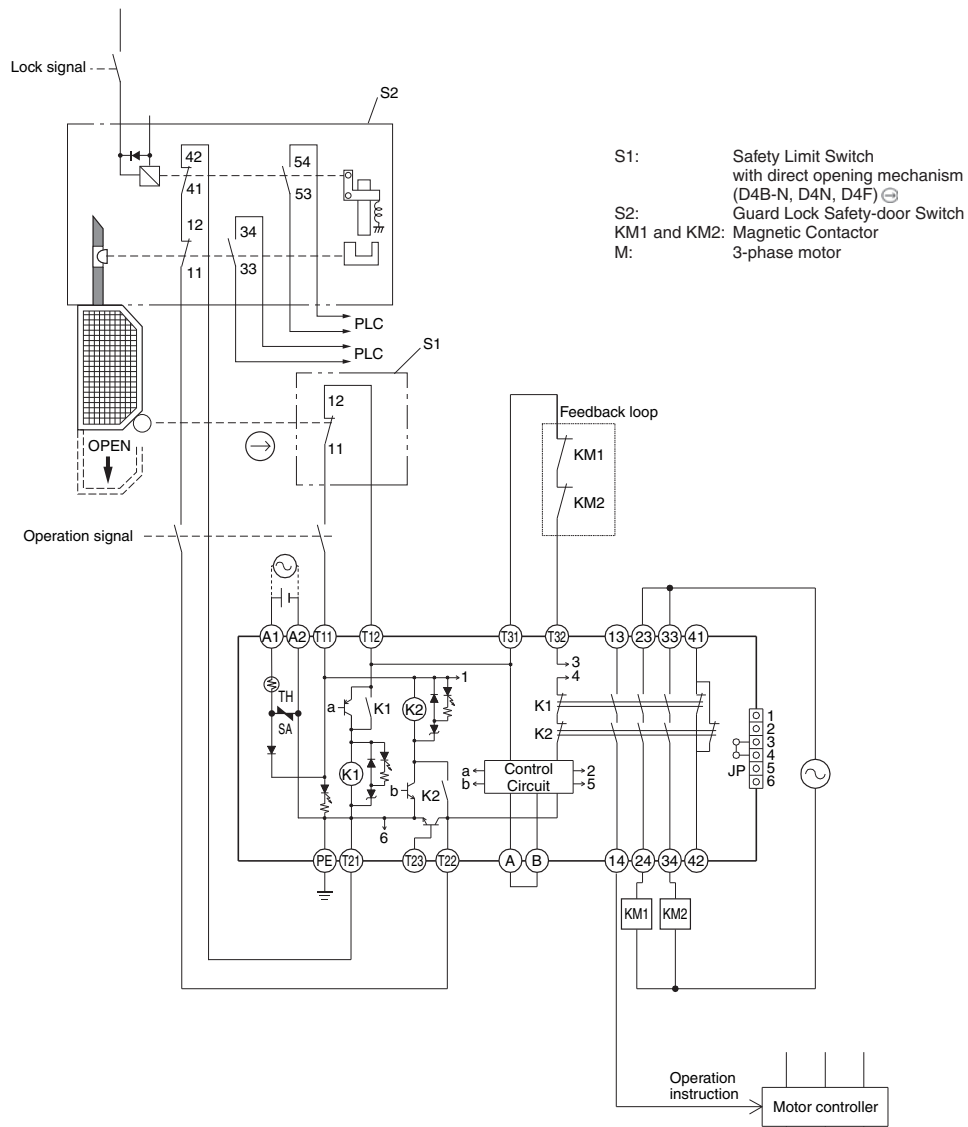 Lock signal
S2
42
41
54
53
12
11
34
33
PLC
PLC
S1
12
11
OPEN
Operation signal
S1: Safety Limit Switch
with direct opening mechanism
(D4B-N, D4N, D4F)
S2: Guard Lock Safety-door Switch
KM1 and KM2: Magnetic Contactor
M: 3-phase motor
Feedback loop
KM1
KM2
A1 A2 T11 T12 T31 T32 13 23 33 41
TH
SA
1
3
4
a
K1
K2
K1
K2
K1
b
K2
6
a
b
Control
Circuit
2
5
JP
1
2
3
4
5
6
PE T21 T23 T22 A B 14 24 34 42
KM1 KM2
Operation
instruction
Motor controller